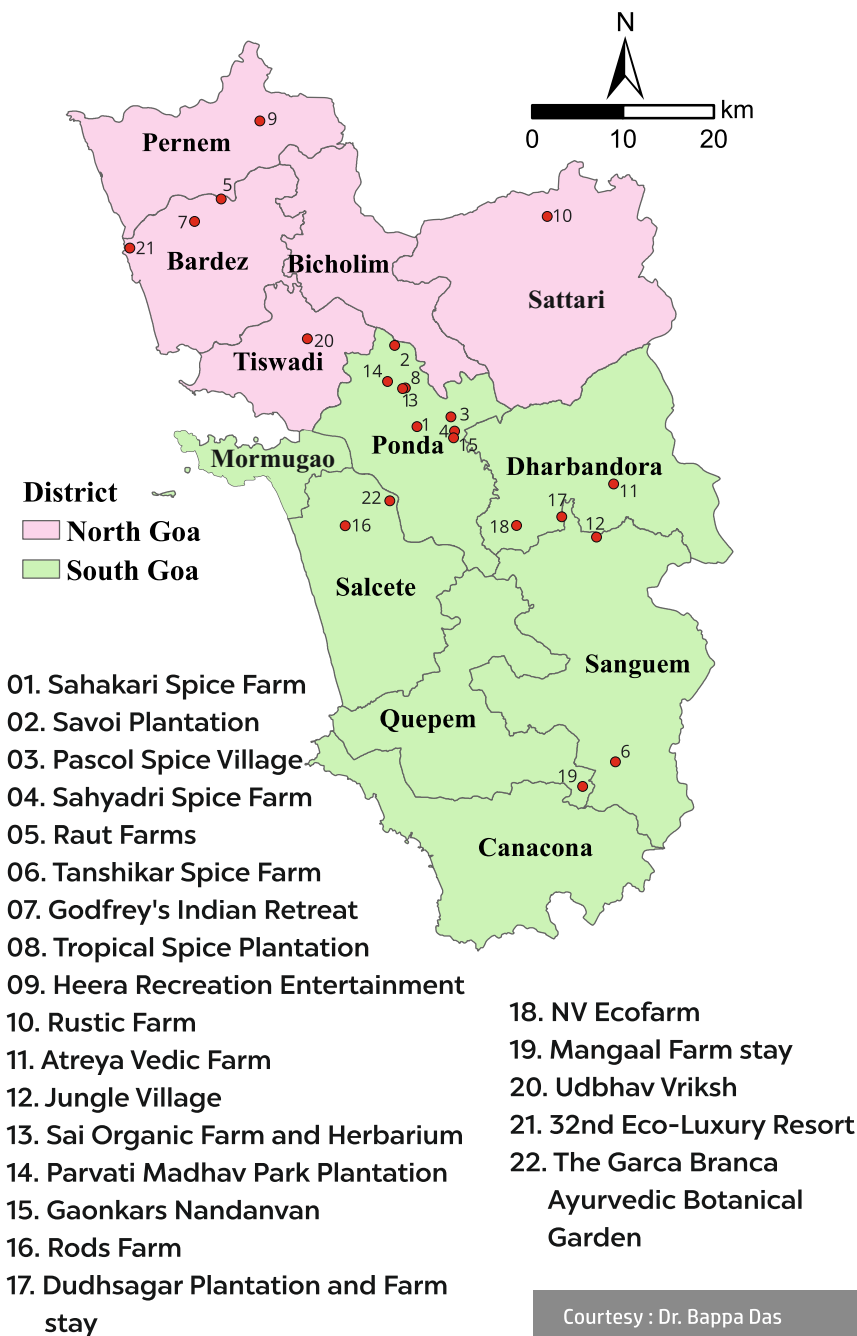 N
km
0 10 20
9
Pernem
5
7
10
21
Bardez
Bicholim
Sattari
20
2
Tiswadi
14
8
13
3
1
4
Ponda
15
Mormugao
Dharbandora
District
11
22
17
North Goa
16
18
12
South Goa
Salcete
Sanguem
01. Sahakari Spice Farm
02. Savoi Plantation
Quepem
03. Pascol Spice Village
6
04. Sahyadri Spice Farm
19
05. Raut Farms
Canacona
06. Tanshikar Spice Farm
07. Godfrey's Indian Retreat
08. Tropical Spice Plantation
09. Heera Recreation Entertainment
10. Rustic Farm
11. Atreya Vedic Farm
12. Jungle Village
13. Sai Organic Farm and Herbarium
14. Parvati Madhav Park Plantation
15. Gaonkars Nandanvan
16. Rods Farm
17. Dudhsagar Plantation and Farm
stay
18. NV Ecofarm
19. Mangaal Farm stay
20. Udbhav Vriksh
21. 32nd Eco-Luxury Resort
22. The Garca Branca
Ayurvedic Botanical
Garden
Courtesy : Dr. Bappa Das